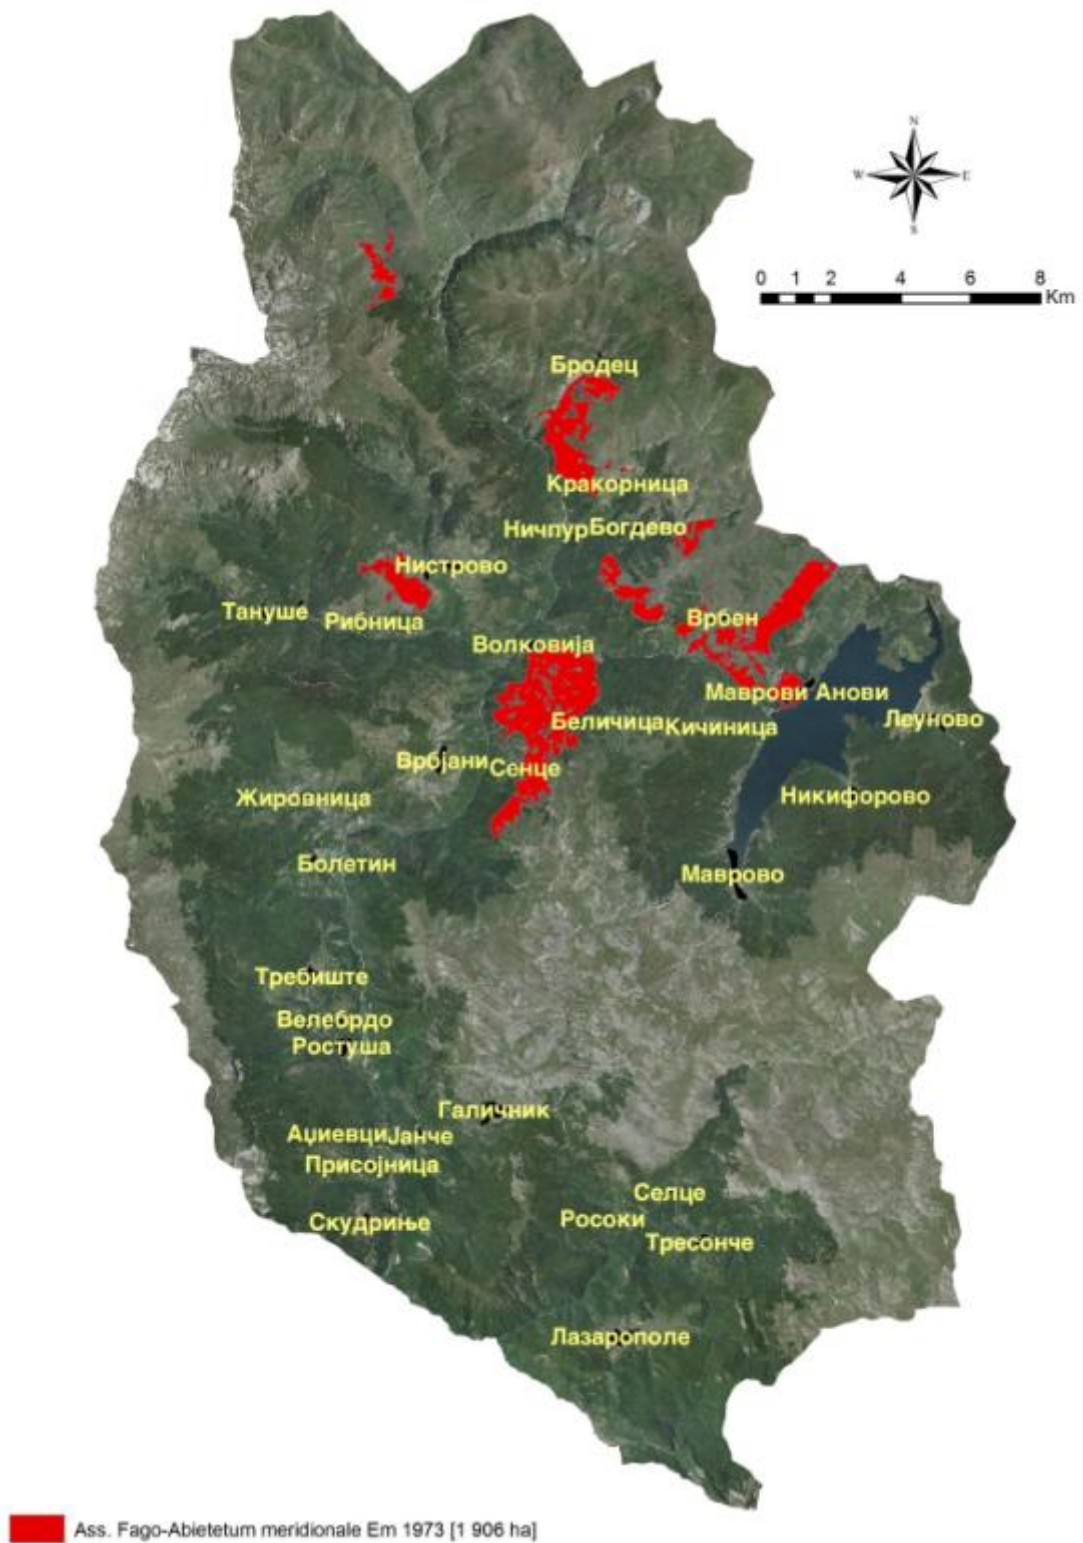 N
W E
S
0 1 2 4 6 8
Km
Бродец
Кракорница
Ничпур Богдево
Нистрово
Тануше
Рибница
Врбен
Волковија
Маврови Анови
Беличица Кичиница
Леуново
Врбјани Сенце
Жировница
Никифорово
Болетин
Маврово
Требиште
Велебрдо
Ростуша
Галичник
Аџиевци Јанче
Присојница
Селце
Скудриње
Росоки
Тресонче
Лазарополе
Ass. Fago-Abietetum meridionale Em 1973 [1 906 ha]